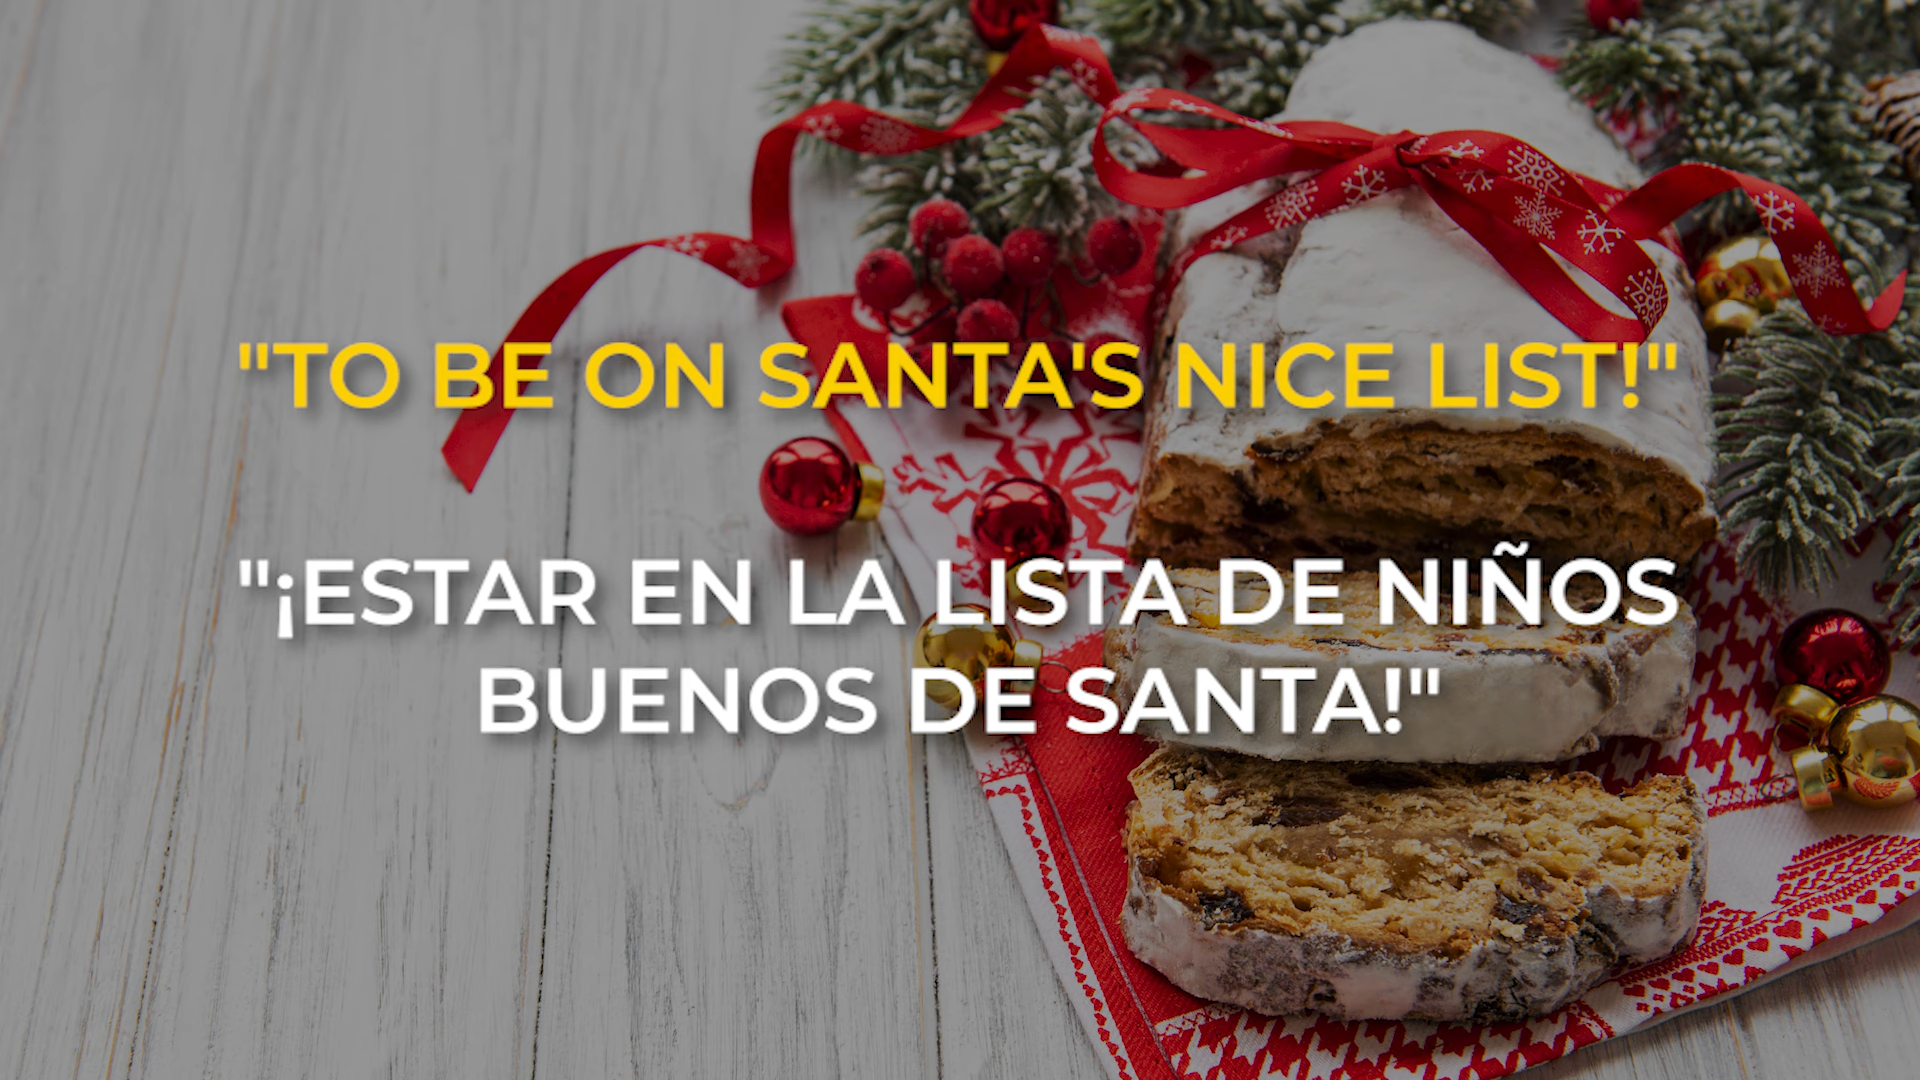 "TO BE ON SANTA'S NICE LIST!"
"¡ESTAR EN LA LISTA DE NIÑOS
BUENOS DE SANTA!"